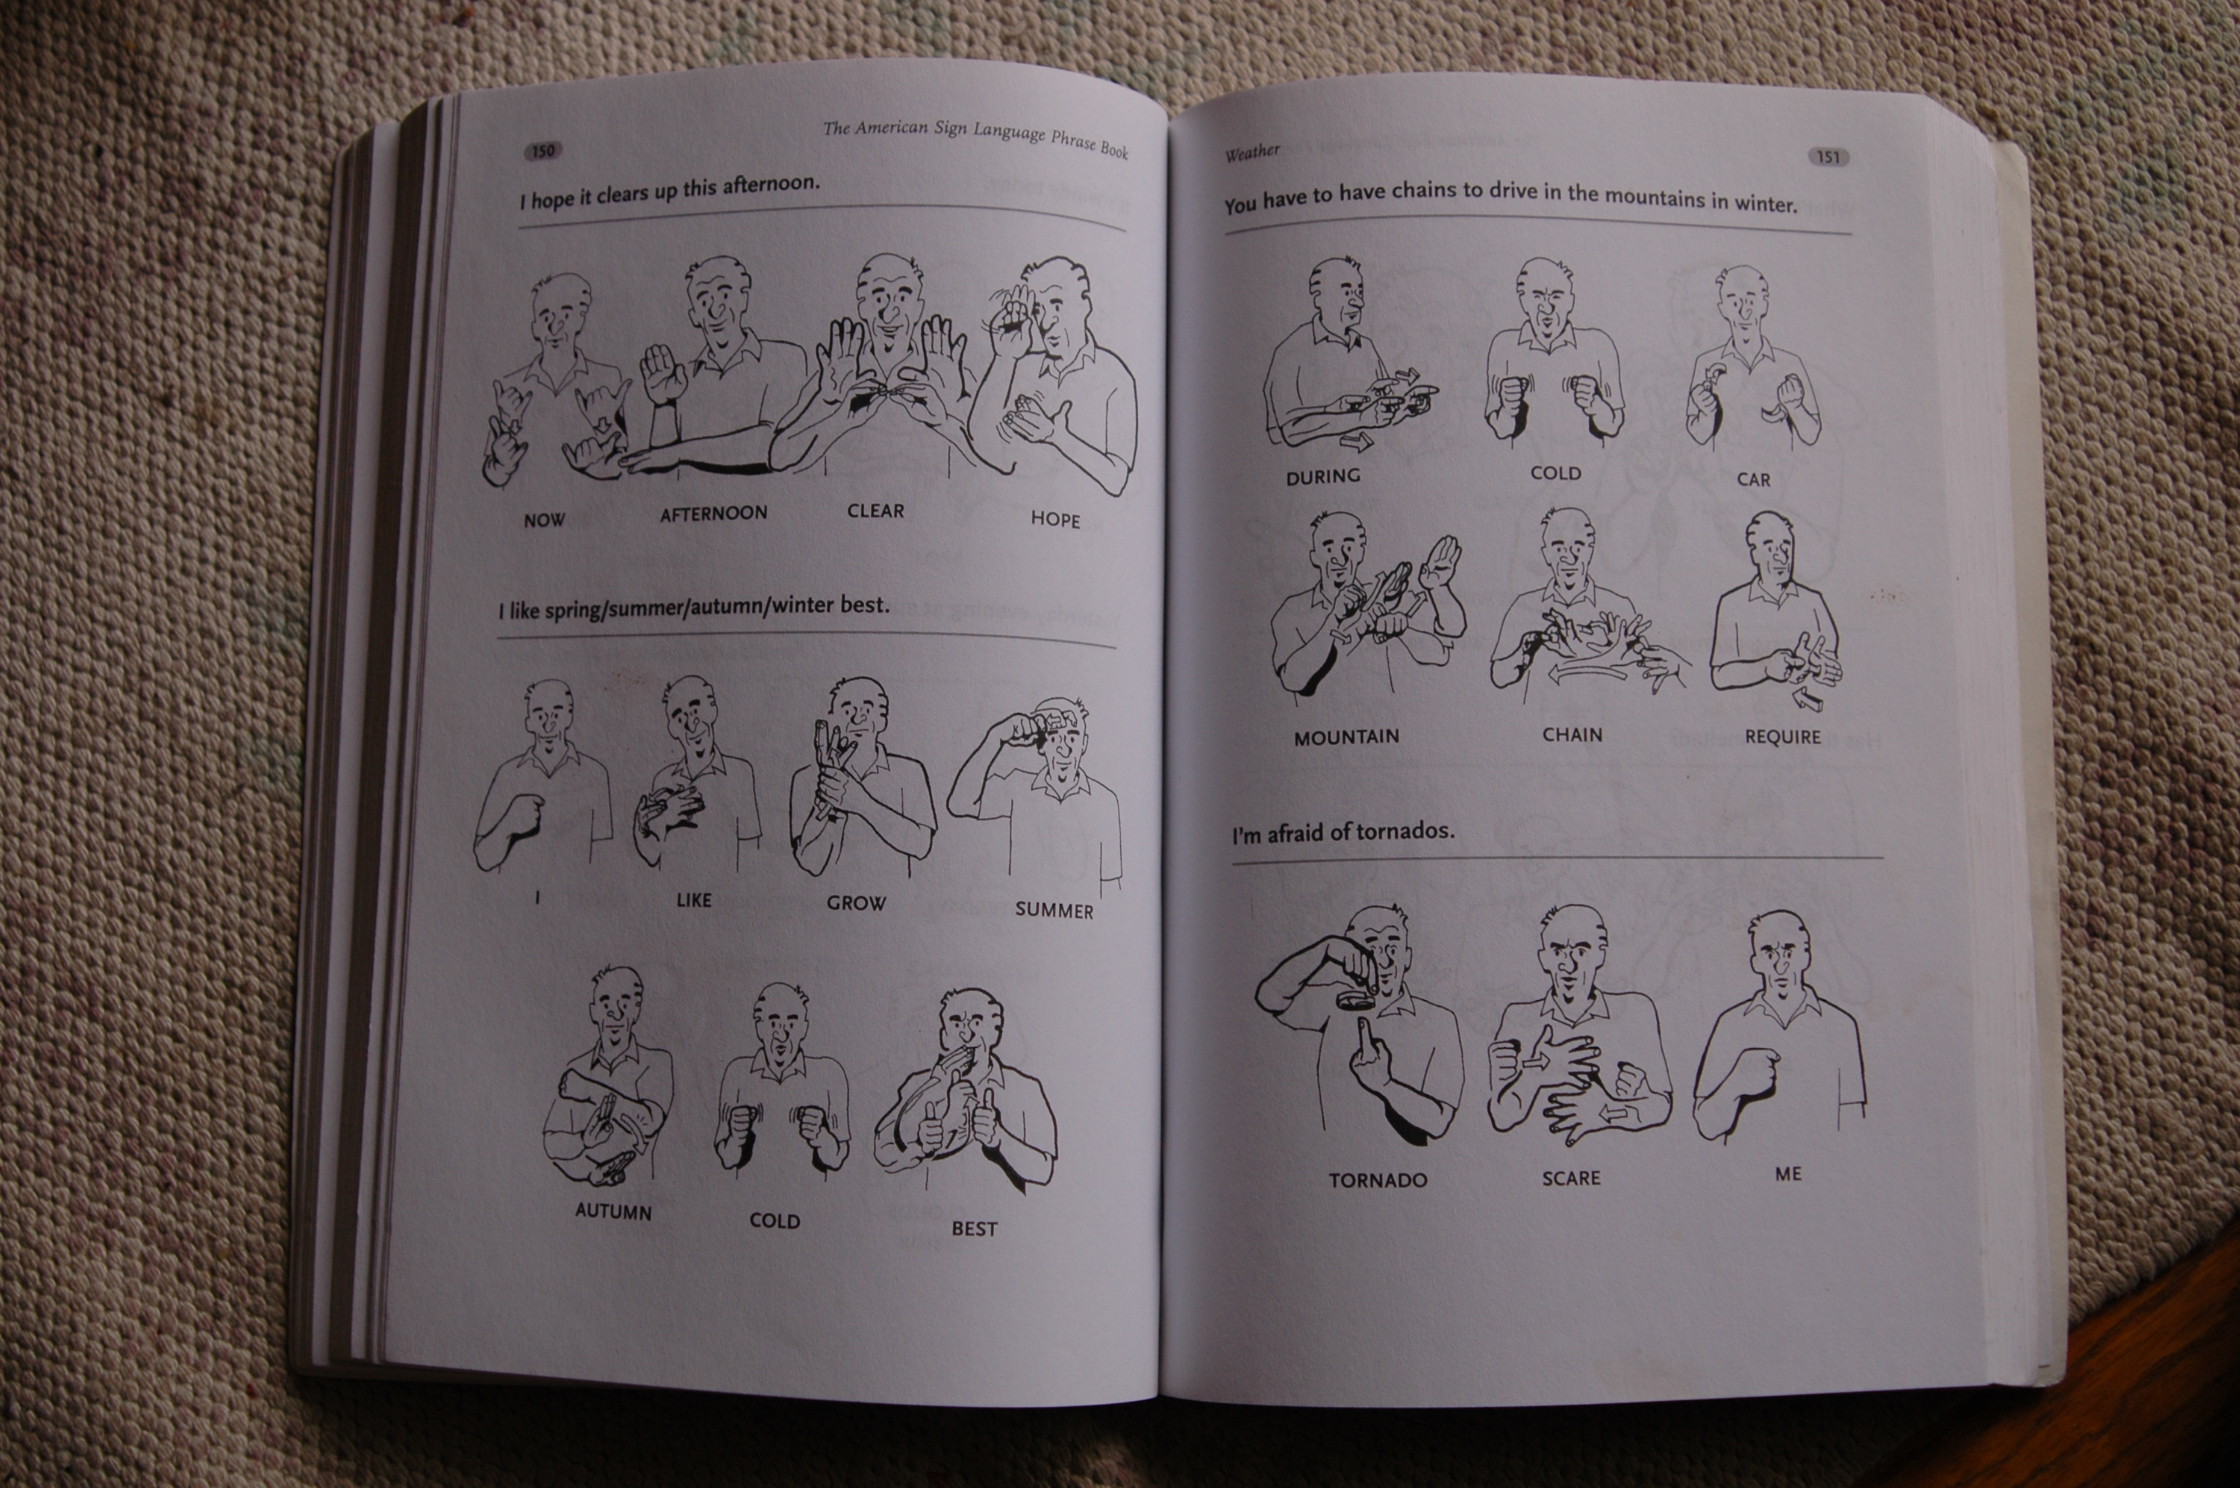 150
The American Sign Language Phrase Book
I hope it clears up this afternoon.
NOW AFTERNOON CLEAR HOPE
I like spring/summer/autumn/winter best.
I LIKE GROW SUMMER
AUTUMN COLD BEST
Weather
151
You have to have chains to drive in the mountains in winter.
DURING COLD CAR
MOUNTAIN CHAIN REQUIRE
I'm afraid of tornados.
TORNADO SCARE ME